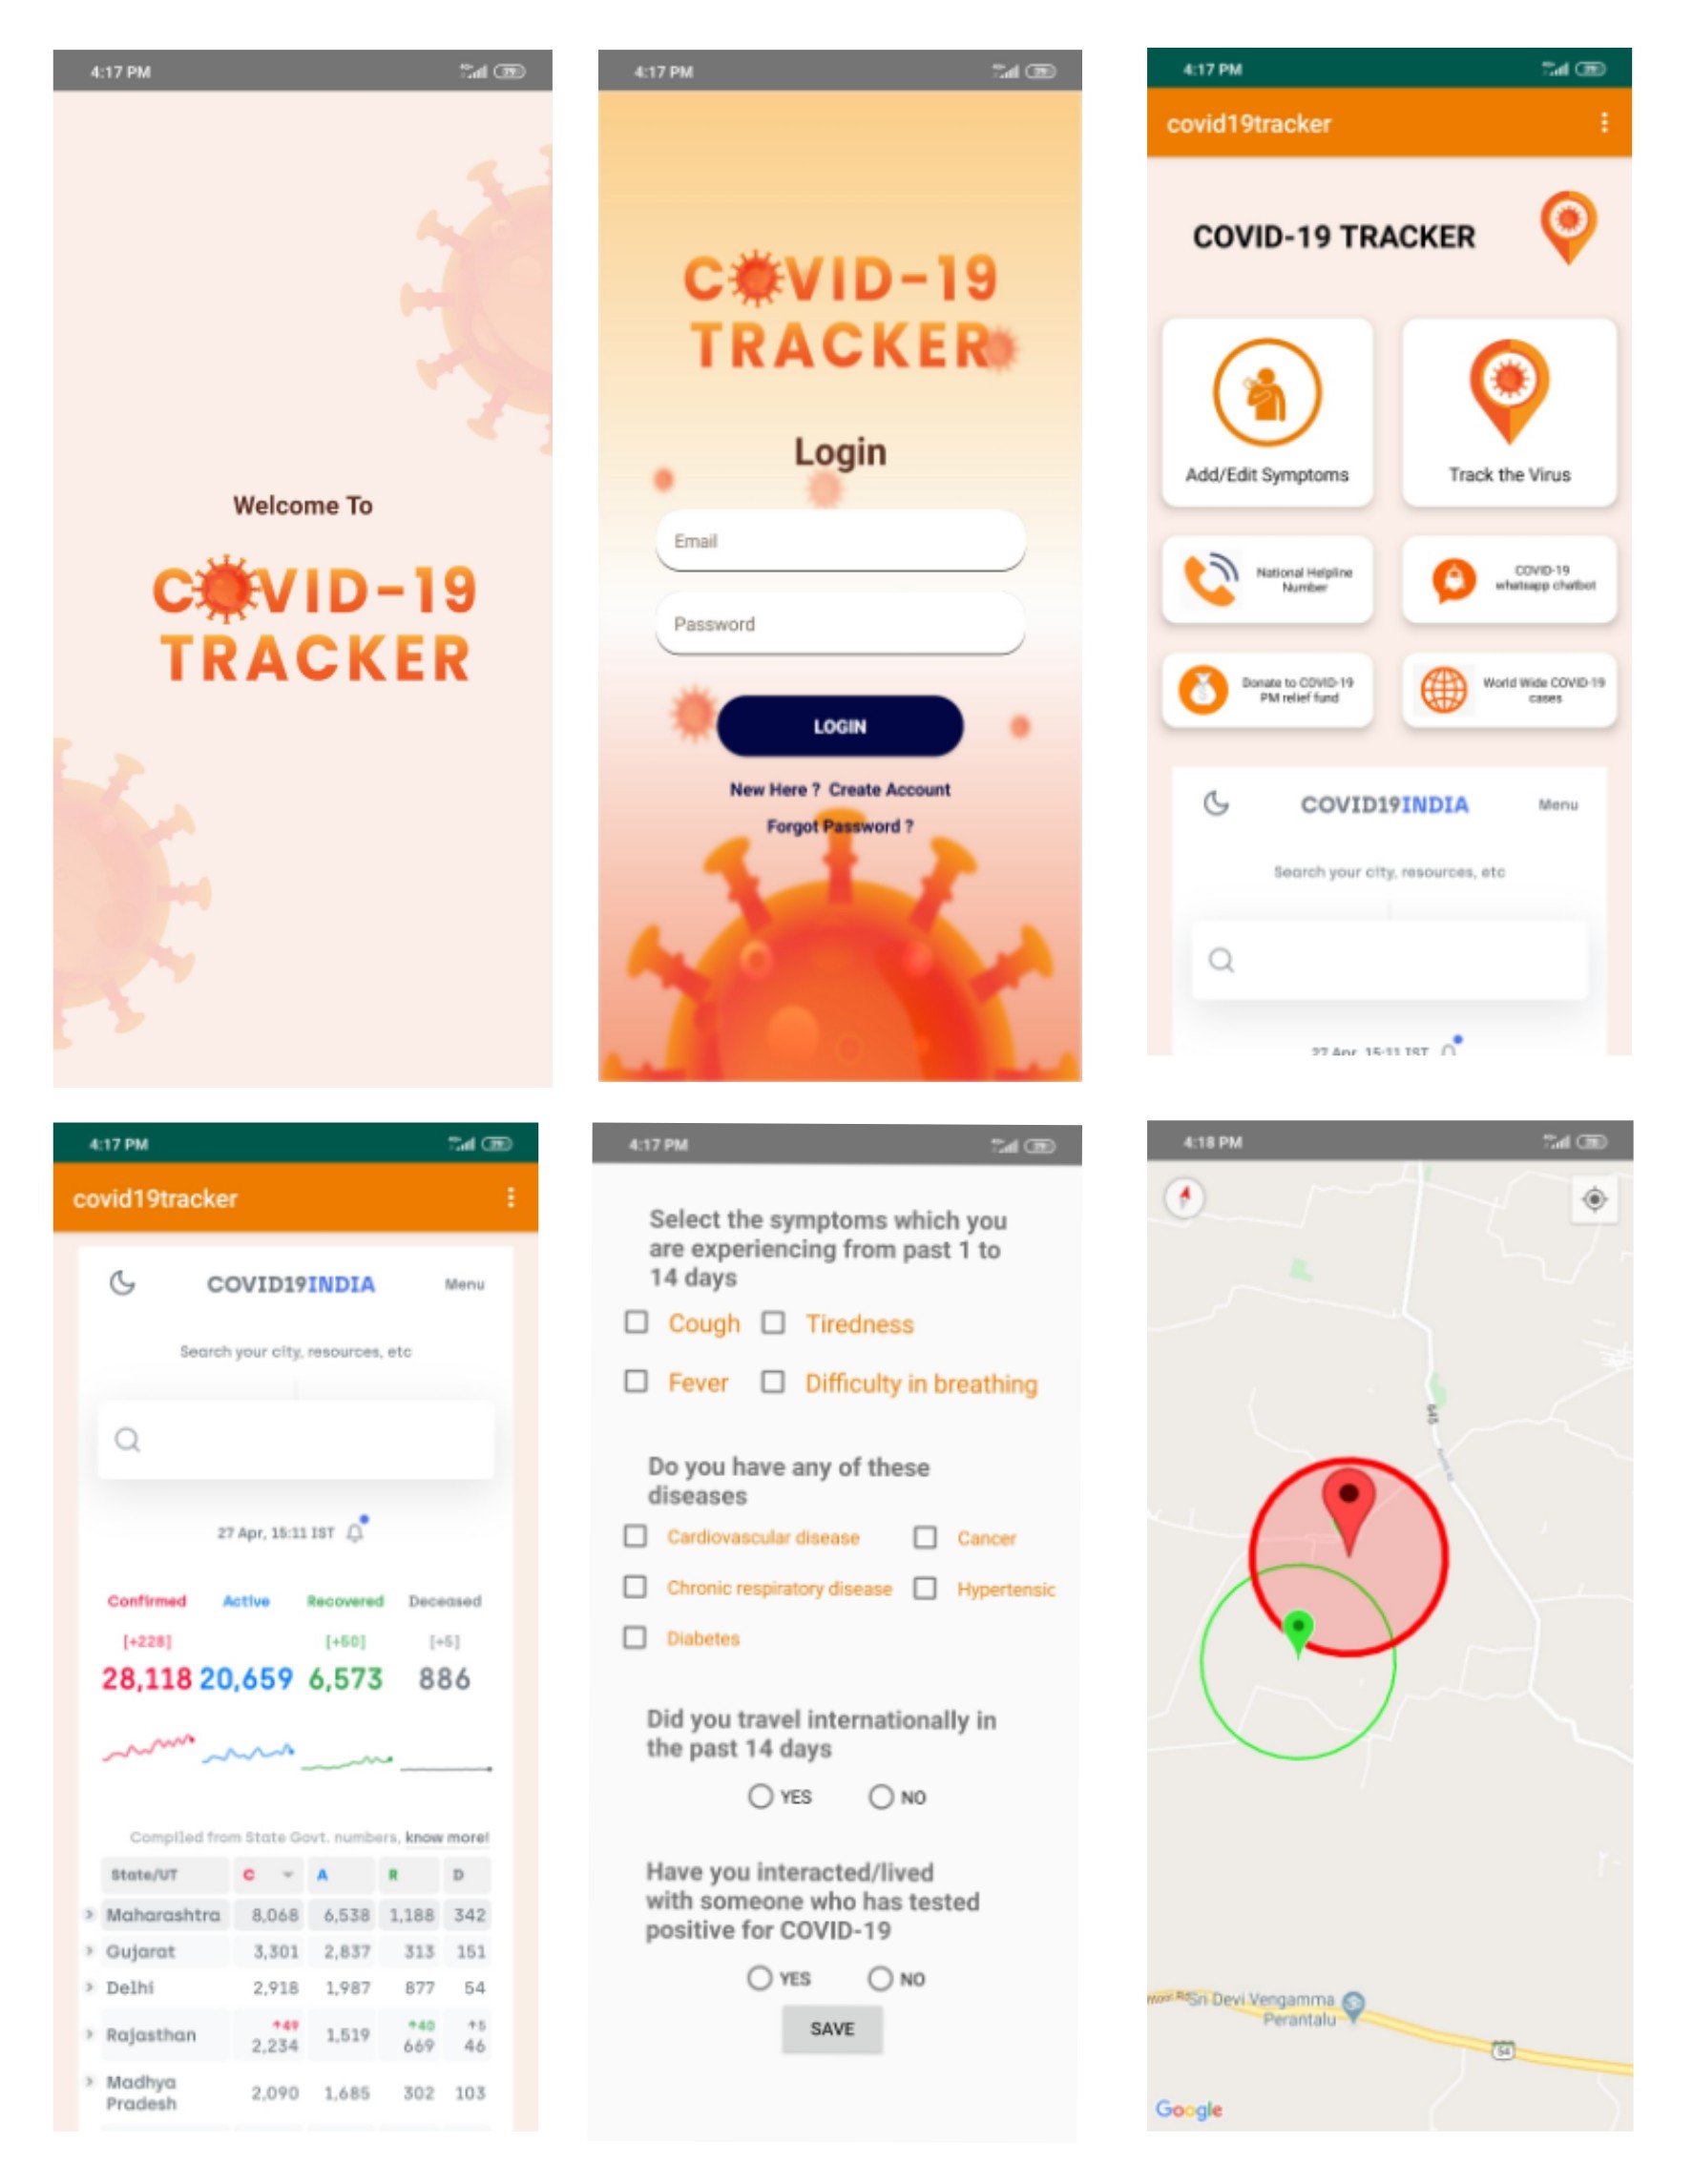 4:17 PM
Welcome To
COVID-19
TRACKER
4:17 PM
COVID-19
TRACKER
Login
Email
Password
LOGIN
New Here ? Create Account
Forgot Password ?
4:17 PM
covid19tracker
COVID-19 TRACKER
Add/Edit Symptoms
Track the Virus
National Helpline
Number
COVID-19
whatsapp chatbot
Donate to COVID-19
PM relief fund
World Wide COVID-19
cases
COVID19INDIA
Menu
Search your city, resources, etc
27 Apr, 15:11 IST
4:17 PM
covid19tracker
COVID19INDIA
Menu
Search your city, resources, etc
27 Apr, 15:11 IST
Confirmed Active Recovered Deceased
[+228] [+50] [+5]
28,118 20,659 6,573 886
Compiled from State Govt. numbers, know more!
State/UT C A R D
Maharashtra 8,068 6,538 1,188 342
Gujarat 3,301 2,837 313 151
Delhi 2,918 1,987 877 54
↑49 ↑40 ↑5
Rajasthan 2,234 1,519 669 46
Madhya
Pradesh 2,090 1,685 302 103
4:17 PM
Select the symptoms which you
are experiencing from past 1 to
14 days
Cough Tiredness
Fever Difficulty in breathing
Do you have any of these
diseases
Cardiovascular disease Cancer
Chronic respiratory disease Hypertensic
Diabetes
Did you travel internationally in
the past 14 days
YES NO
Have you interacted/lived
with someone who has tested
positive for COVID-19
YES NO
SAVE
4:18 PM
Sri Devi Vengamma
Perantalu
54
Google